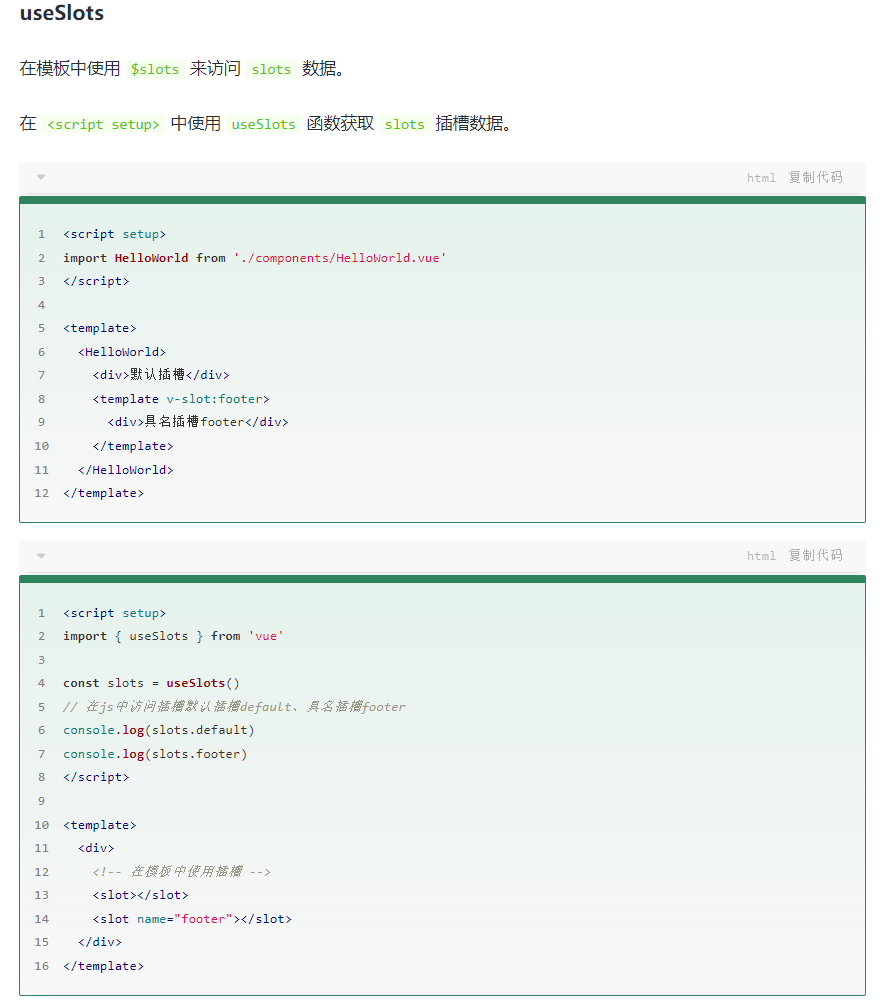 useSlots
在模板中使用 $slots 来访问 slots 数据。
在 <script setup> 中使用 useSlots 函数获取 slots 插槽数据。
html 复制代码
1 <script setup>
2 import HelloWorld from './components/HelloWorld.vue'
3 </script>
4
5 <template>
6   <HelloWorld>
7     <div>默认插槽</div>
8     <template v-slot:footer>
9       <div>具名插槽footer</div>
10     </template>
11   </HelloWorld>
12 </template>
html 复制代码
1 <script setup>
2 import { useSlots } from 'vue'
3
4 const slots = useSlots()
5 // 在js中访问插槽默认插槽default、具名插槽footer
6 console.log(slots.default)
7 console.log(slots.footer)
8 </script>
9
10 <template>
11   <div>
12     <!-- 在模板中使用插槽 -->
13     <slot></slot>
14     <slot name="footer"></slot>
15   </div>
16 </template>